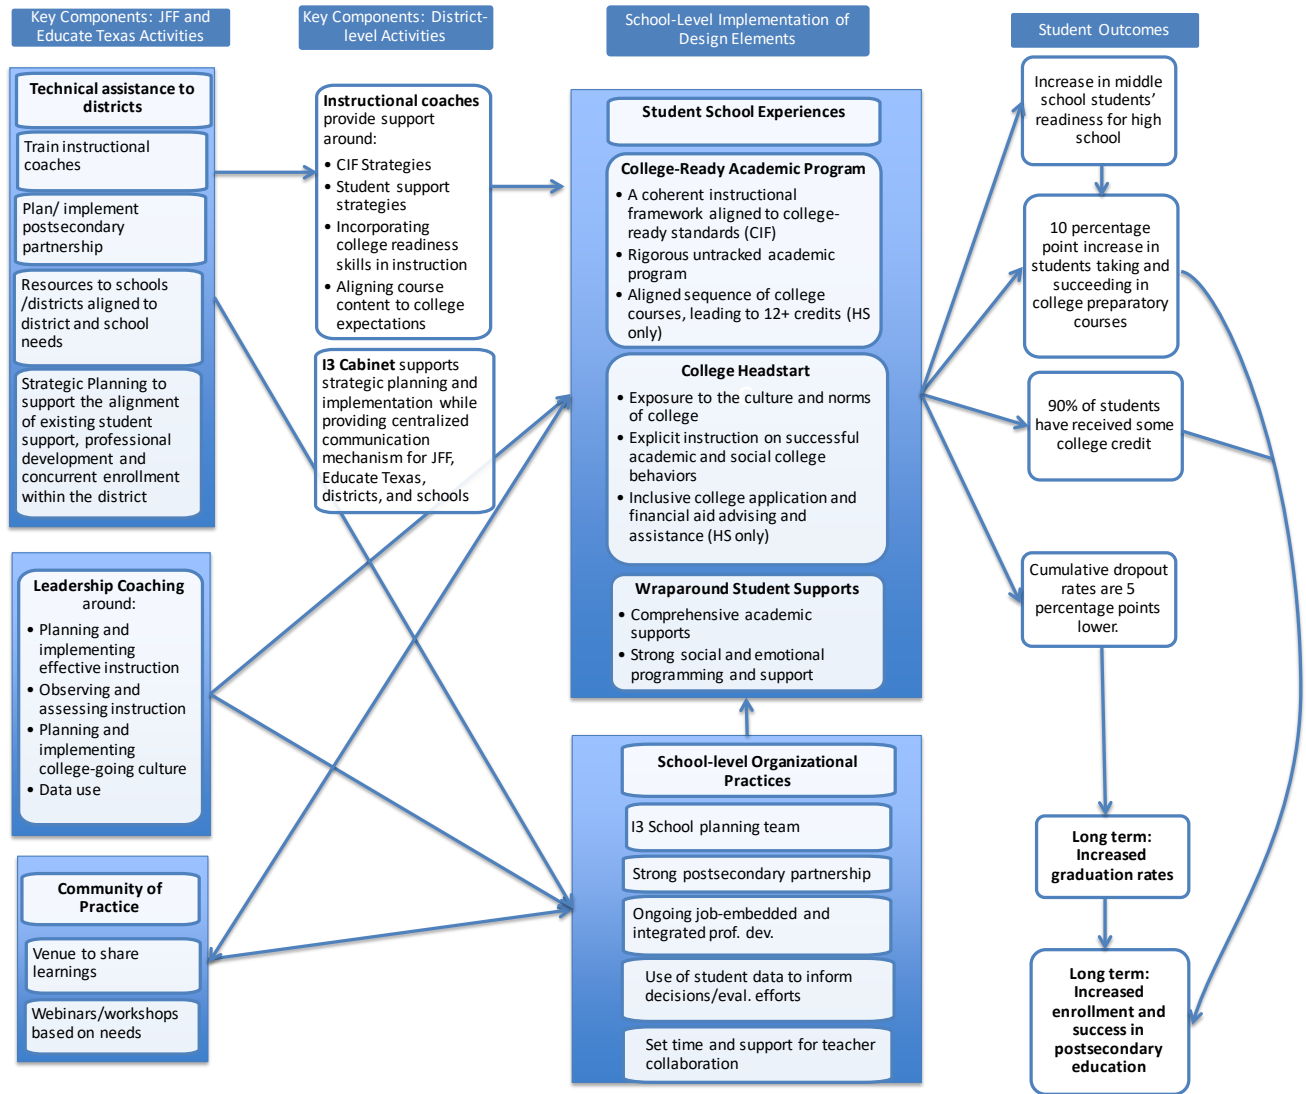 Key Components: JFF and
Educate Texas Activities
Key Components: District-
level Activities
School-Level Implementation of
Design Elements
Student Outcomes
Technical assistance to
districts
Train instructional
coaches
Plan/ implement
postsecondary
partnership
Resources to schools
/districts aligned to
district and school
needs
Strategic Planning to
support the alignment
of existing student
support, professional
development and
concurrent enrollment
within the district
Leadership Coaching
around:
• Planning and
implementing
effective instruction
• Observing and
assessing instruction
• Planning and
implementing
college-going culture
• Data use
Community of
Practice
Venue to share
learnings
Webinars/workshops
based on needs
Instructional coaches
provide support
around:
• CIF Strategies
• Student support
strategies
• Incorporating
college readiness
skills in instruction
• Aligning course
content to college
expectations
I3 Cabinet supports
strategic planning and
implementation while
providing centralized
communication
mechanism for JFF,
Educate Texas,
districts, and schools
Student School Experiences
College-Ready Academic Program
• A coherent instructional
framework aligned to college-
ready standards (CIF)
• Rigorous untracked academic
program
• Aligned sequence of college
courses, leading to 12+ credits (HS
only)
College Headstart
• Exposure to the culture and norms
of college
• Explicit instruction on successful
academic and social college
behaviors
• Inclusive college application and
financial aid advising and
assistance (HS only)
Wraparound Student Supports
• Comprehensive academic
supports
• Strong social and emotional
programming and support
School-level Organizational
Practices
I3 School planning team
Strong postsecondary partnership
Ongoing job-embedded and
integrated prof. dev.
Use of student data to inform
decisions/eval. efforts
Set time and support for teacher
collaboration
Increase in middle
school students’
readiness for high
school
10 percentage
point increase in
students taking and
succeeding in
college preparatory
courses
90% of students
have received some
college credit
Cumulative dropout
rates are 5
percentage points
lower.
Long term:
Increased
graduation rates
Long term:
Increased
enrollment and
success in
postsecondary
education